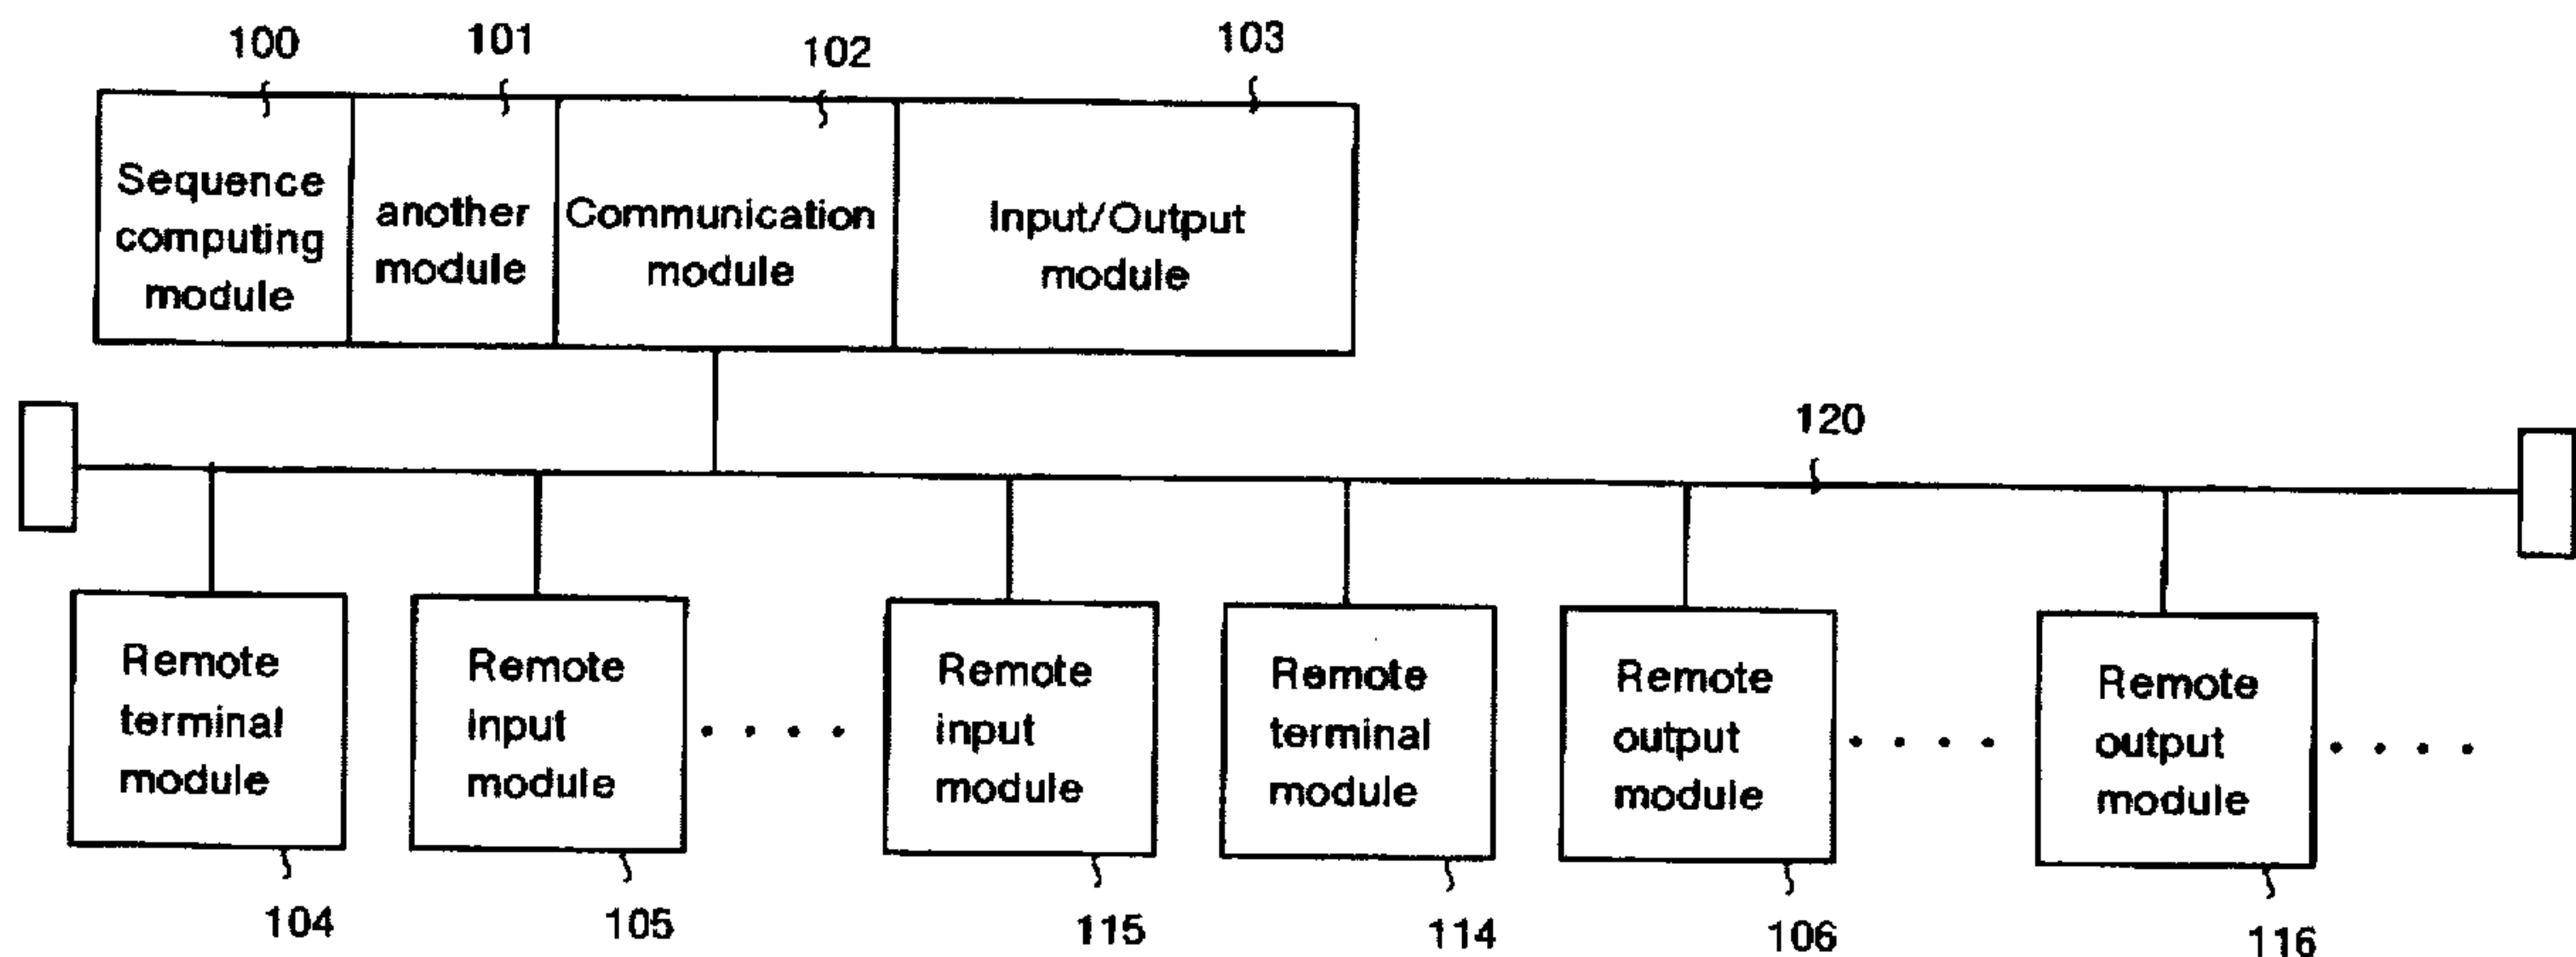 100
101
102
103
Sequence
computing
module
another
module
Communication
module
Input/Output
module
120
Remote
terminal
module
Remote
input
module
Remote
input
module
Remote
terminal
module
Remote
output
module
Remote
output
module
104
105
115
114
106
116